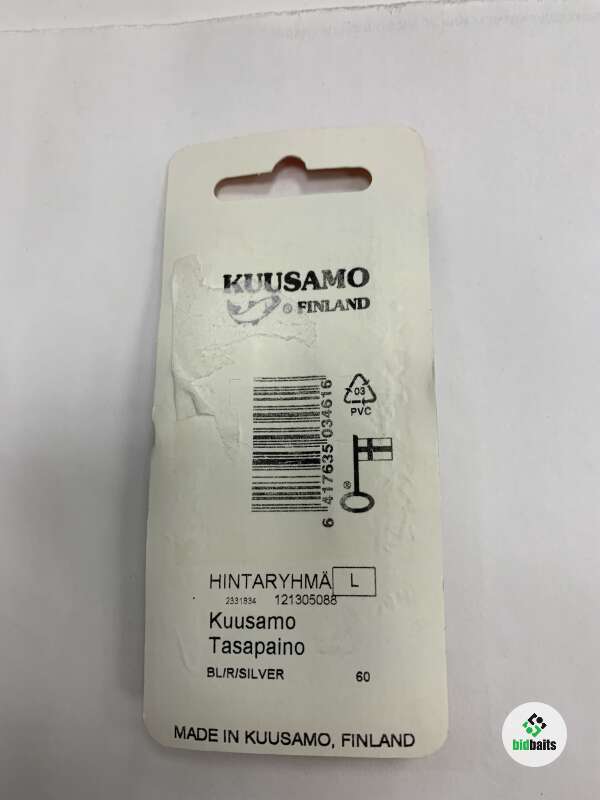 KUUSAMO
® FINLAND
6 417635 034616
03
PVC
®
HINTARYHMÄ L
2331934 121305088
Kuusamo
Tasapaino
BL/R/SILVER 60
MADE IN KUUSAMO, FINLAND
bidbaits